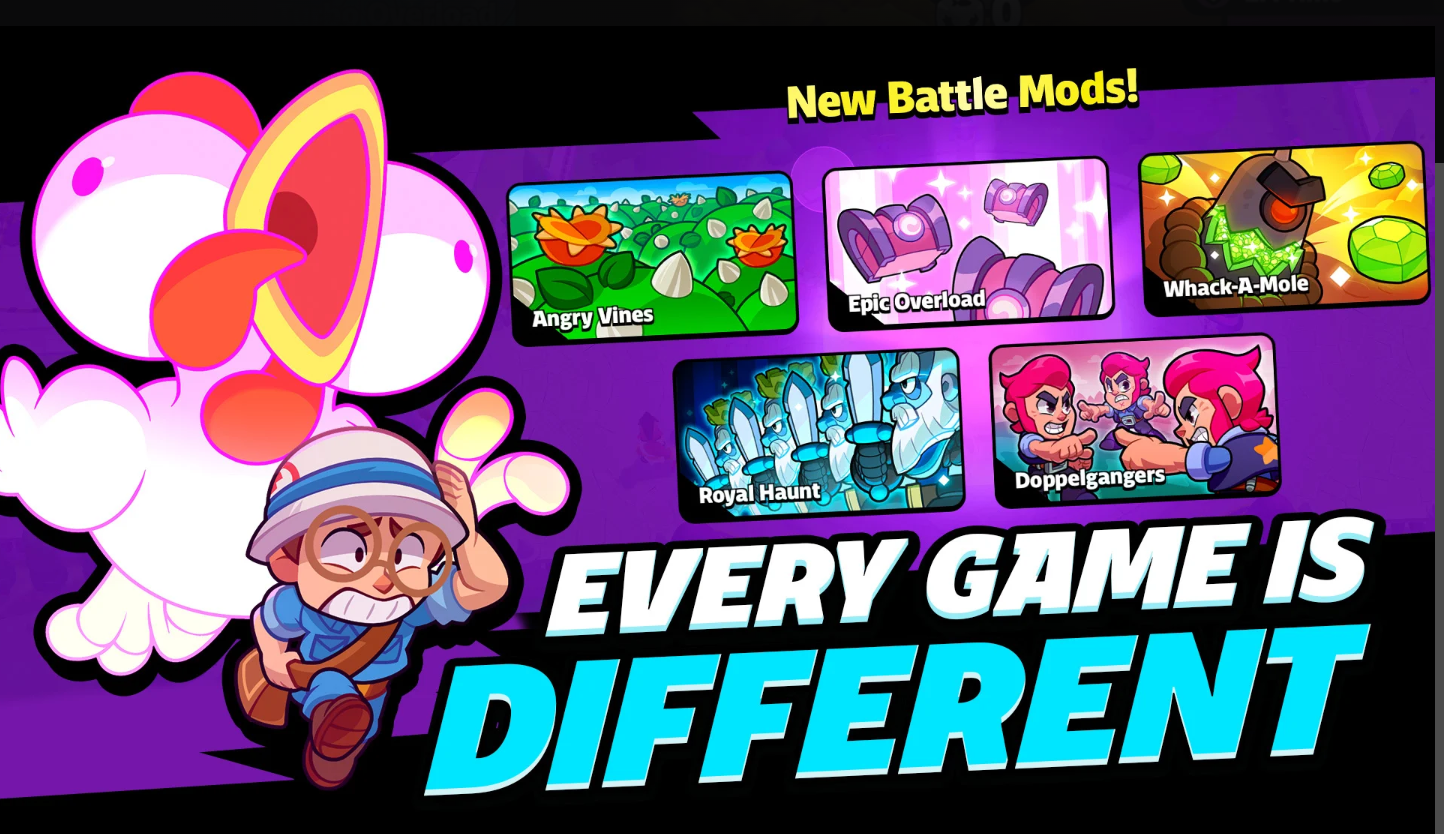 New Battle Mods!
Angry Vines
Epic Overload
Whack-A-Mole
Royal Haunt
Doppelgangers
EVERY GAME IS
DIFFERENT